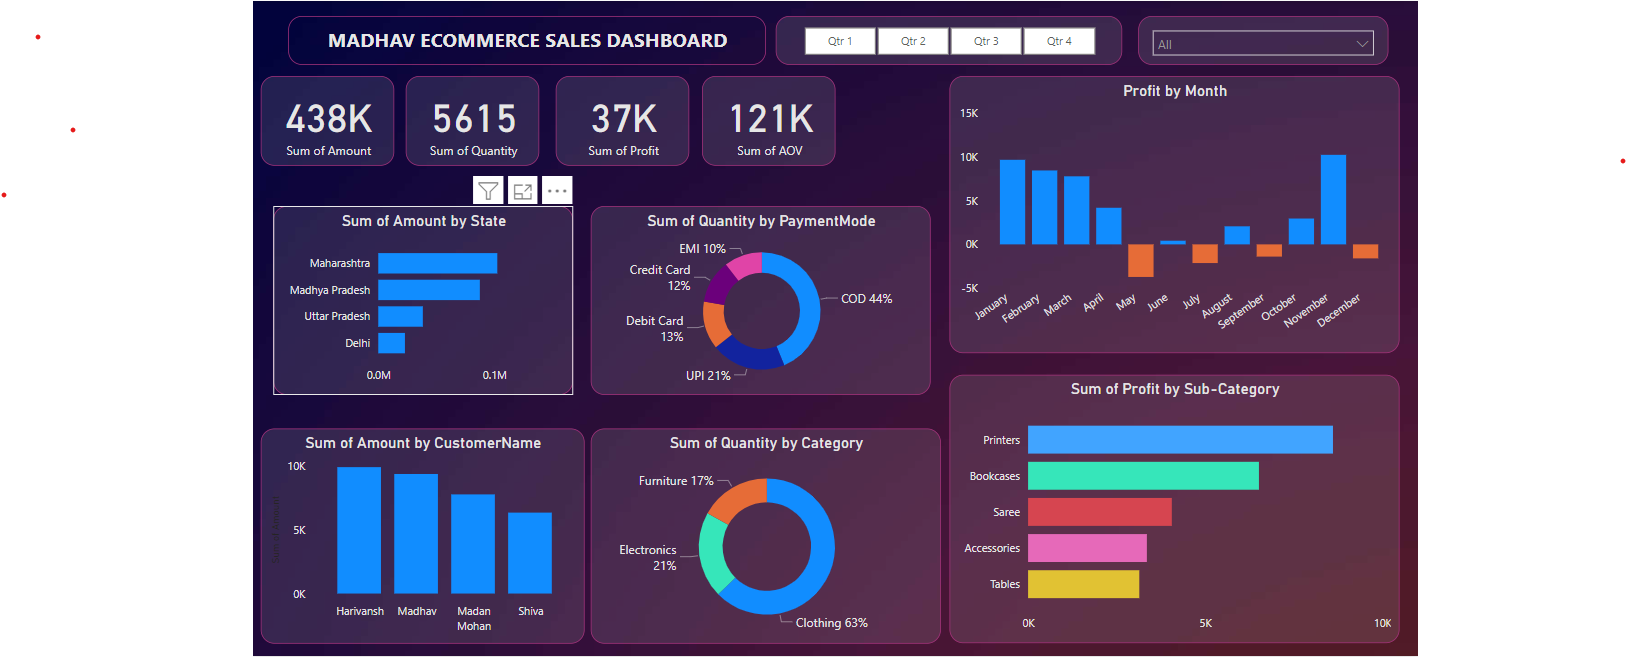 MADHAV ECOMMERCE SALES DASHBOARD
Qtr 1
Qtr 2
Qtr 3
Qtr 4
All
438K
Sum of Amount
5615
Sum of Quantity
37K
Sum of Profit
121K
Sum of AOV
Profit by Month
15K
10K
5K
0K
-5K
January
February
March
April
May
June
July
August
September
October
November
December
Sum of Amount by State
Maharashtra
Madhya Pradesh
Uttar Pradesh
Delhi
0.0M
0.1M
Sum of Quantity by PaymentMode
EMI 10%
Credit Card
12%
Debit Card
13%
UPI 21%
COD 44%
Sum of Profit by Sub-Category
Printers
Bookcases
Saree
Accessories
Tables
0K
5K
10K
Sum of Amount by CustomerName
Sum of Amount
10K
5K
0K
Harivansh
Madhav
Madan
Mohan
Shiva
Sum of Quantity by Category
Furniture 17%
Electronics
21%
Clothing 63%